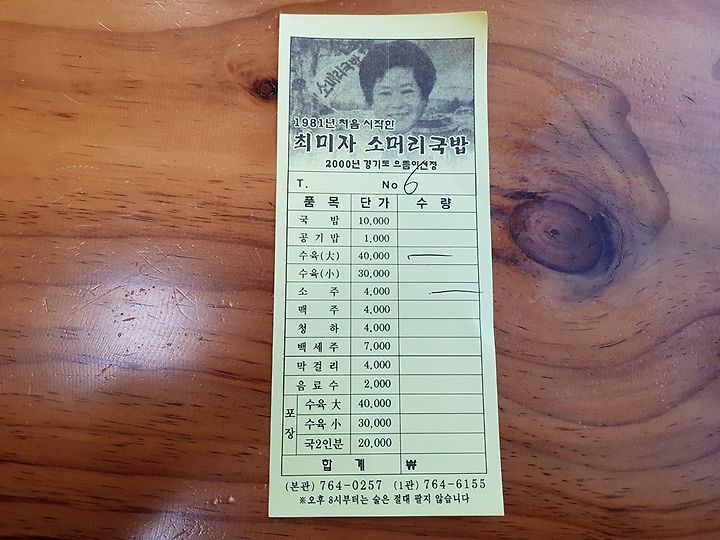 소머리국밥
1981년 처음 시작한
최미자 소머리국밥
2000년 경기도 으뜸이선정
T. No 6
품 목 단 가 수 량
국 밥 10,000
공 기 밥 1,000
수육(大) 40,000 一
수육(小) 30,000
소 주 4,000 一
맥 주 4,000
청 하 4,000
백 세 주 7,000
막 걸 리 4,000
음 료 수 2,000
포장 수육 大 40,000
수육 小 30,000
국2인분 20,000
합 계 ₩
(본관) 764-0257 (1관) 764-6155
※오후 8시부터는 술은 절대 팔지 않습니다